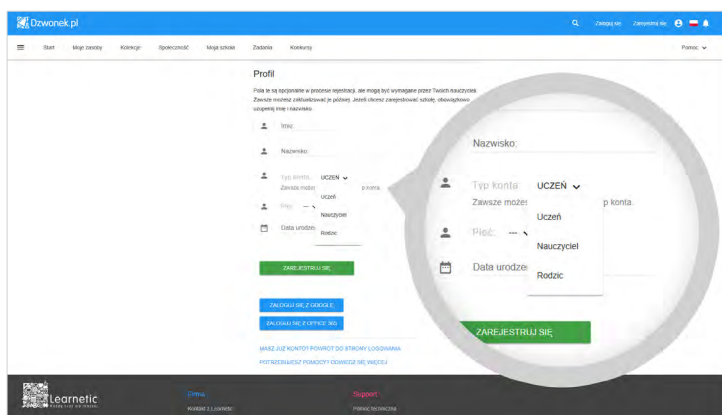 Dzwonek.pl
Zaloguj się
Zarejestruj się
Start
Moje zasoby
Kolekcje
Społeczność
Moja szkoła
Zadania
Konkursy
Pomoc
Profil
Pola te są opcjonalne w procesie rejestracji, ale mogą być wymagane przez Twoich nauczycieli.
Zawsze możesz zaktualizować je później. Jeżeli chcesz zarejestrować szkołę, obowiązkowo
uzupełnij imię i nazwisko.
Imię:
Nazwisko:
Typ konta: UCZEŃ
Zawsze możes p konta.
Uczeń
Płeć: ---
Nauczyciel
Data urodze
Rodzic
ZAREJESTRUJ SIĘ
ZALOGUJ SIĘ Z GOOGLE
ZALOGUJ SIĘ Z OFFICE 365
MASZ JUŻ KONTO? POWRÓT DO STRONY LOGOWANIA
POTRZEBUJESZ POMOCY? DOWIEDZ SIĘ WIĘCEJ
Nazwisko:
Typ konta: UCZEŃ
Zawsze możes p konta.
Uczeń
Płeć: ---
Nauczyciel
Data urodze
Rodzic
ZAREJESTRUJ SIĘ
Learnetic
Firma
Support
Kontakt z Learnetic
Pomoc techniczna